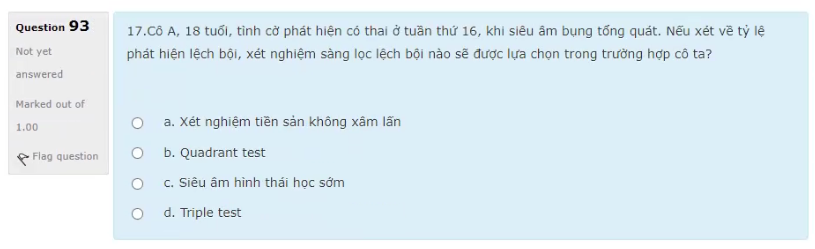 Question 93
Not yet
answered
Marked out of
1.00
Flag question
17.Cô A, 18 tuổi, tình cờ phát hiện có thai ở tuần thứ 16, khi siêu âm bụng tổng quát. Nếu xét về tỷ lệ
phát hiện lệch bội, xét nghiệm sàng lọc lệch bội nào sẽ được lựa chọn trong trường hợp cô ta?
a. Xét nghiệm tiền sản không xâm lấn
b. Quadrant test
c. Siêu âm hình thái học sớm
d. Triple test